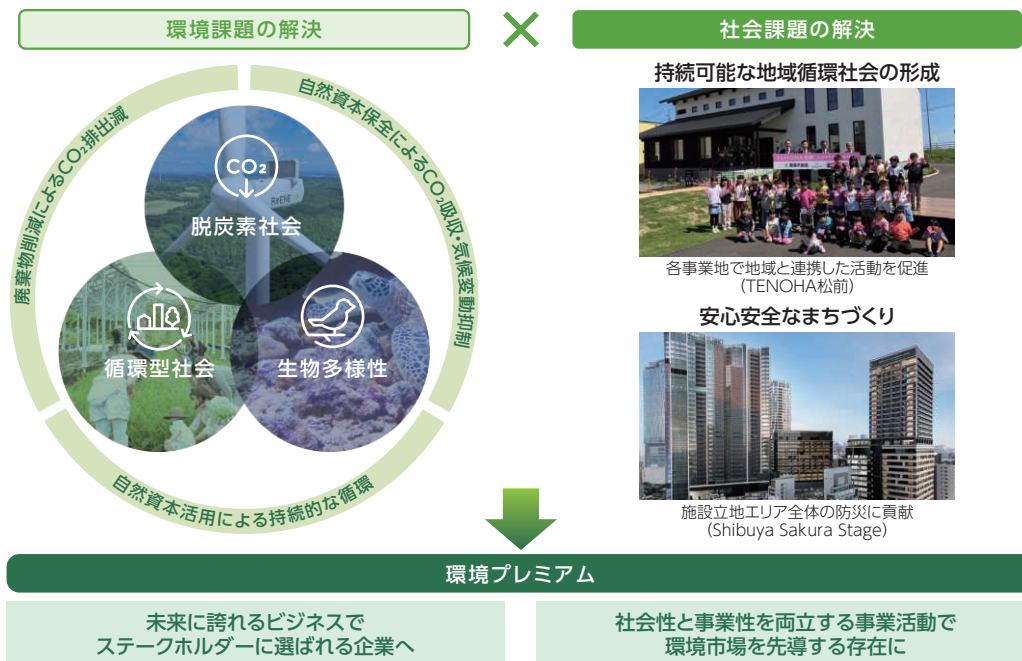 環境課題の解決
×
社会課題の解決
廃棄物削減によるCO₂排出減
自然資本保全によるCO₂吸収・気候変動抑制
自然資本活用による持続的な循環
CO₂
脱炭素社会
循環型社会
生物多様性
持続可能な地域循環社会の形成
各事業地で地域と連携した活動を促進
(TENOHA松前)
安心安全なまちづくり
施設立地エリア全体の防災に貢献
(Shibuya Sakura Stage)
環境プレミアム
未来に誇れるビジネスで
ステークホルダーに選ばれる企業へ
社会性と事業性を両立する事業活動で
環境市場を先導する存在に